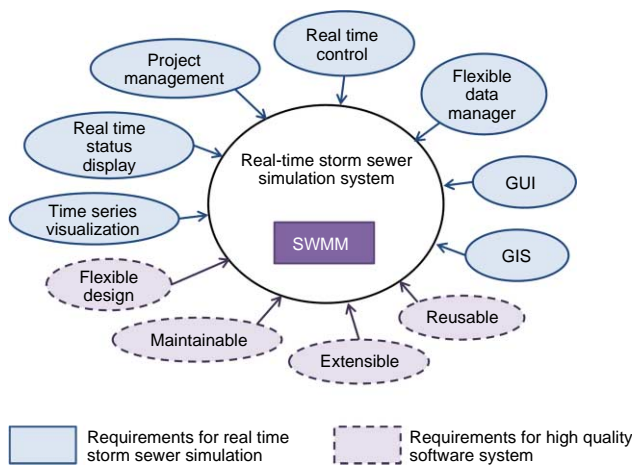 Real time
control
Project
management
Flexible
data
manager
Real time
status
display
Real-time storm sewer
simulation system
GUI
Time series
visualization
SWMM
GIS
Flexible
design
Reusable
Maintainable
Extensible
Requirements for real time
storm sewer simulation
Requirements for high quality
software system